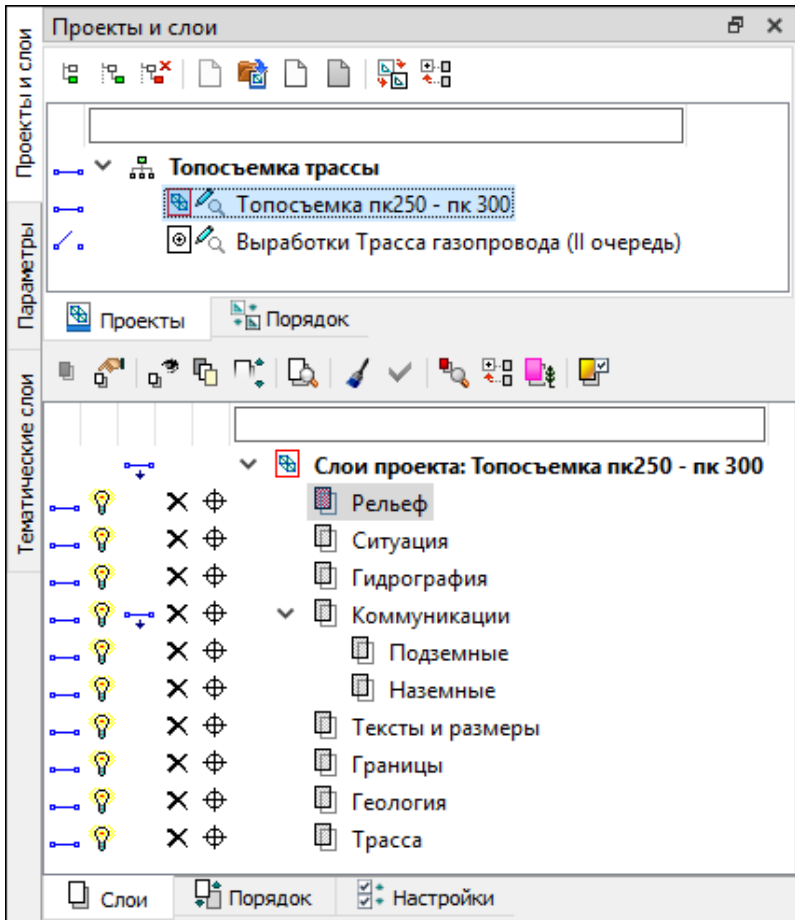 Проекты и слои
Проекты и слои
Параметры
Тематические слои
Топосъемка трассы
Топосъемка пк250 - пк 300
Выработки Трасса газопровода (II очередь)
Проекты
Порядок
Слои проекта: Топосъемка пк250 - пк 300
Рельеф
Ситуация
Гидрография
Коммуникации
Подземные
Наземные
Тексты и размеры
Границы
Геология
Трасса
Слои
Порядок
Настройки